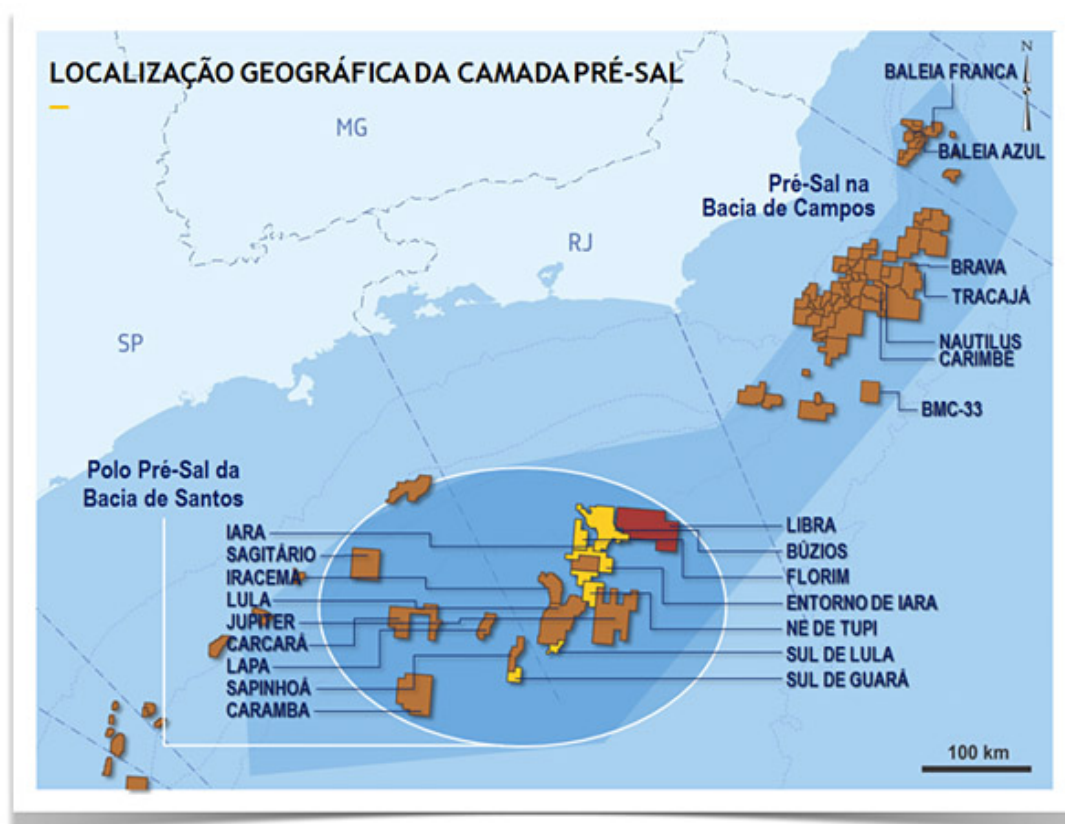 LOCALIZAÇÃO GEOGRÁFICA DA CAMADA PRÉ-SAL
N
BALEIA FRANCA
BALEIA AZUL
MG
Pré-Sal na
Bacia de Campos
RJ
BRAVA
TRACAJÁ
SP
NAUTILUS
CARIMBÉ
BMC-33
Polo Pré-Sal da
Bacia de Santos
IARA
SAGITÁRIO
IRACEMA
LULA
JUPITER
CARCARÁ
LAPA
SAPINHOÁ
CARAMBA
LIBRA
BÚZIOS
FLORIM
ENTORNO DE IARA
NE DE TUPI
SUL DE LULA
SUL DE GUARÁ
100 km